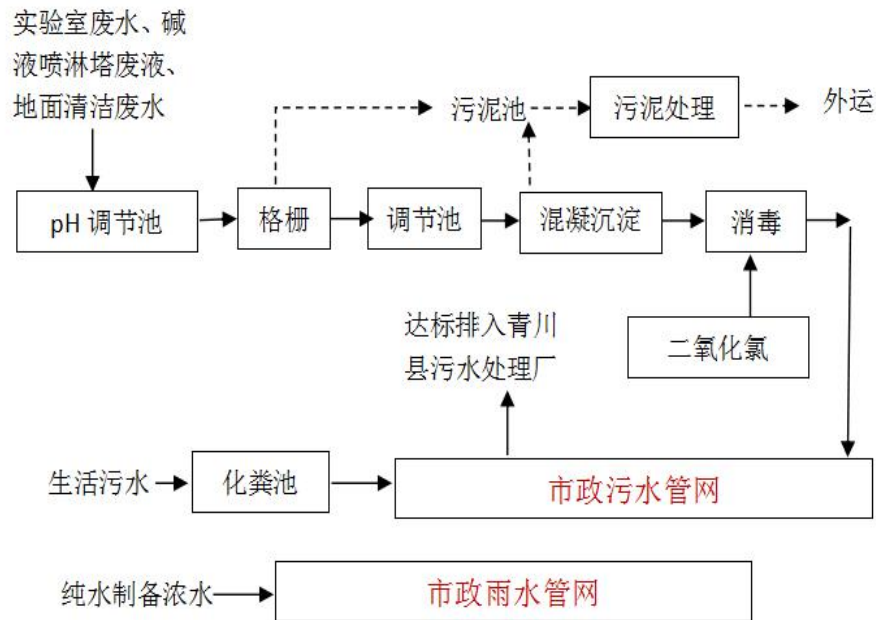 实验室废水、碱
液喷淋塔废液、
地面清洁废水
污泥池
污泥处理
外运
pH 调节池
格栅
调节池
混凝沉淀
消毒
达标排入青川
县污水处理厂
二氧化氯
生活污水
化粪池
市政污水管网
纯水制备浓水
市政雨水管网